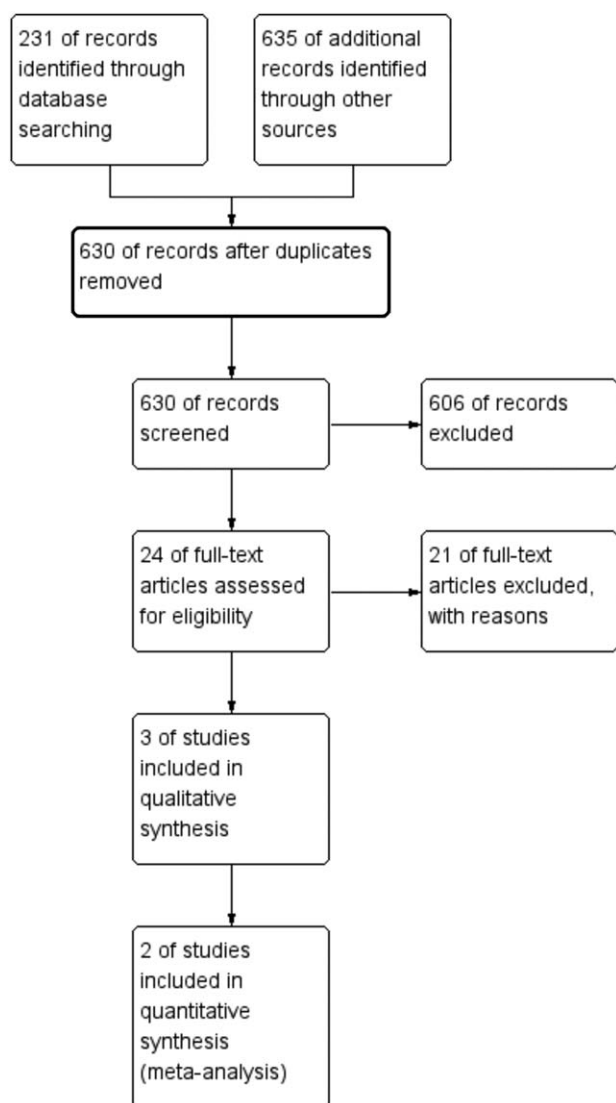 231 of records
identified through
database
searching
635 of additional
records identified
through other
sources
630 of records after duplicates
removed
630 of records
screened
606 of records
excluded
24 of full-text
articles assessed
for eligibility
21 of full-text
articles excluded,
with reasons
3 of studies
included in
qualitative
synthesis
2 of studies
included in
quantitative
synthesis
(meta-analysis)